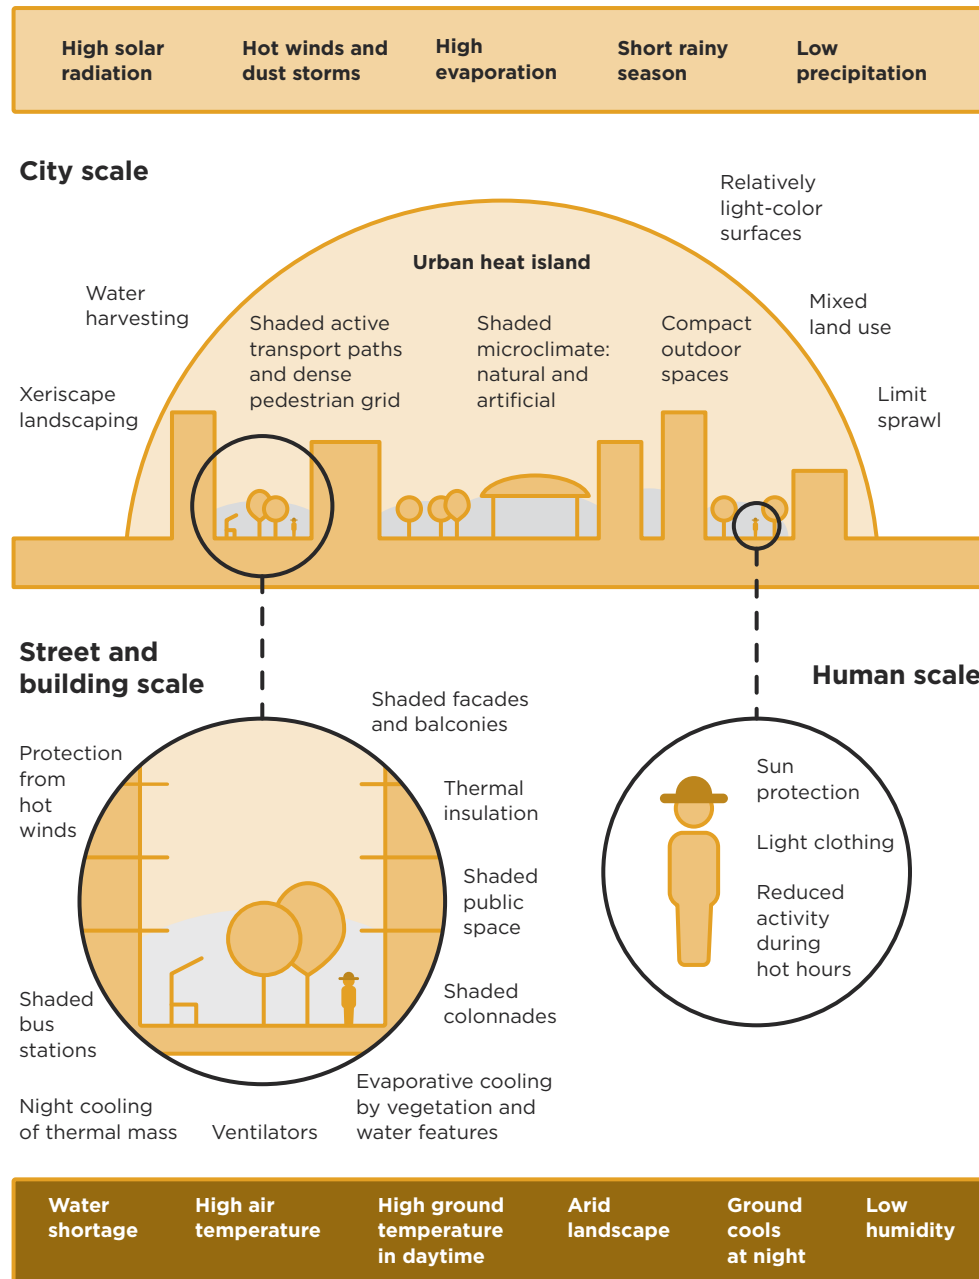 High solar
radiation
Hot winds and
dust storms
High
evaporation
Short rainy
season
Low
precipitation
City scale
Relatively
light-color
surfaces
Urban heat island
Water
harvesting
Mixed
land use
Shaded active
transport paths
and dense
pedestrian grid
Shaded
microclimate:
natural and
artificial
Compact
outdoor
spaces
Xeriscape
landscaping
Limit
sprawl
Street and
building scale
Human scale
Shaded facades
and balconies
Protection
from
hot
winds
Thermal
insulation
Shaded
public
space
Shaded
colonnades
Shaded
bus
stations
Evaporative cooling
by vegetation and
water features
Night cooling
of thermal mass
Ventilators
Sun
protection
Light clothing
Reduced
activity
during
hot hours
Water
shortage
High air
temperature
High ground
temperature
in daytime
Arid
landscape
Ground
cools
at night
Low
humidity